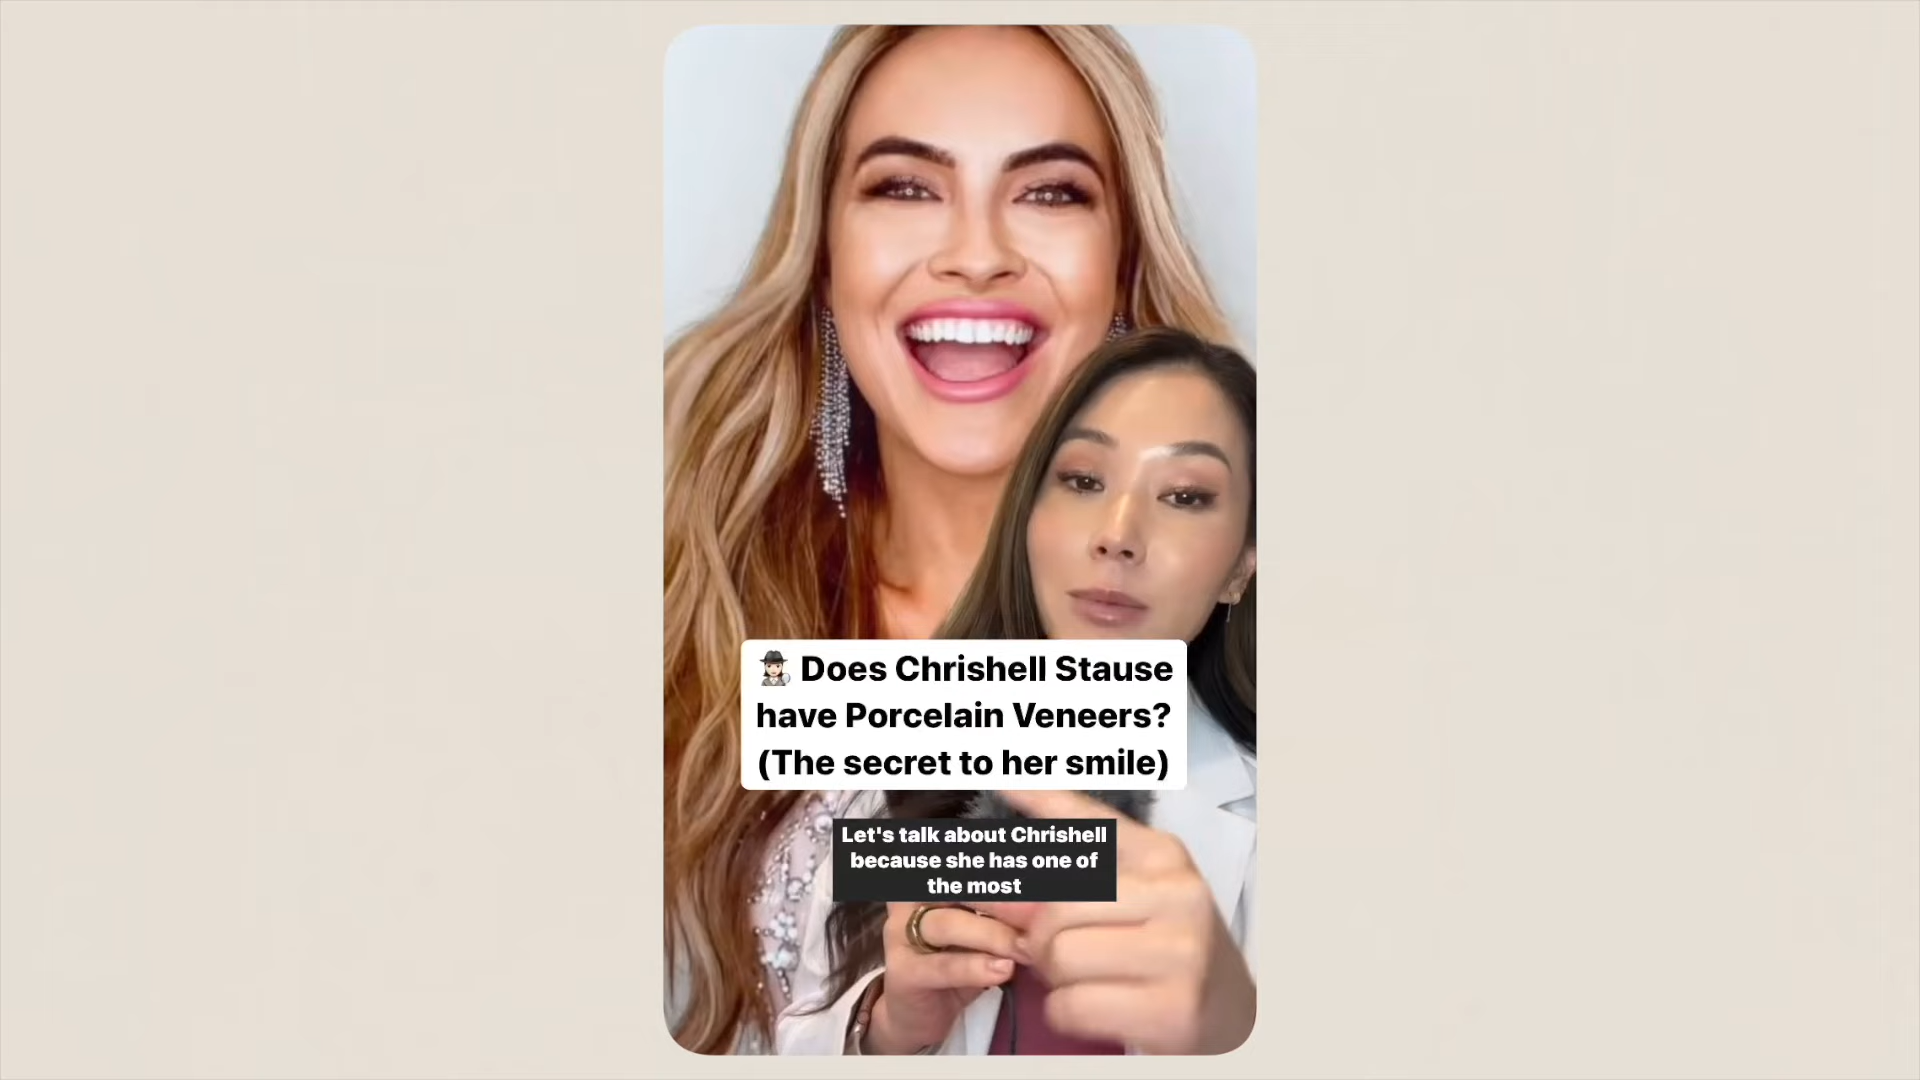 🕵🏻‍♀️ Does Chrishell Stause
have Porcelain Veneers?
(The secret to her smile)
Let's talk about Chrishell
because she has one of
the most